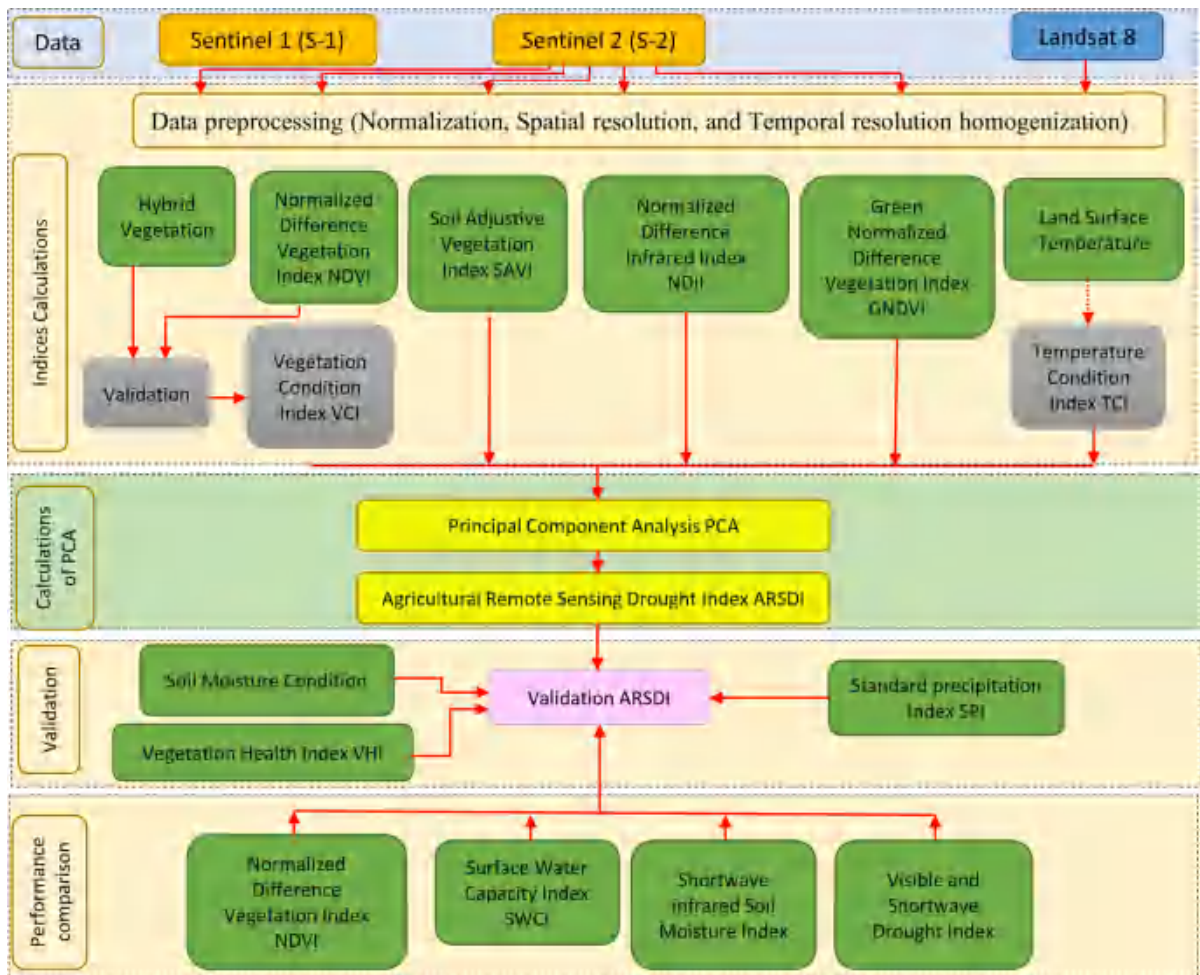 Data
Sentinel 1 (S-1)
Sentinel 2 (S-2)
Landsat 8
Data preprocessing (Normalization, Spatial resolution, and Temporal resolution homogenization)
Indices Calculations
Hybrid
Vegetation
Normalized
Difference
Vegetation
Index NDVI
Soil Adjustive
Vegetation
Index SAVI
Normalized
Difference
Infrared Index
NDII
Green
Normalized
Difference
Vegetation Index
GNDVI
Land Surface
Temperature
Validation
Vegetation
Condition
Index VCI
Temperature
Condition
Index TCI
Calculations
of PCA
Principal Component Analysis PCA
Agricultural Remote Sensing Drought Index ARSDI
Validation
Soil Moisture Condition
Vegetation Health Index VHI
Validation ARSDI
Standard precipitation
Index SPI
Performance
comparison
Normalized
Difference
Vegetation Index
NDVI
Surface Water
Capacity Index
SWCI
Shortwave
infrared Soil
Moisture Index
Visible and
Shortwave
Drought Index